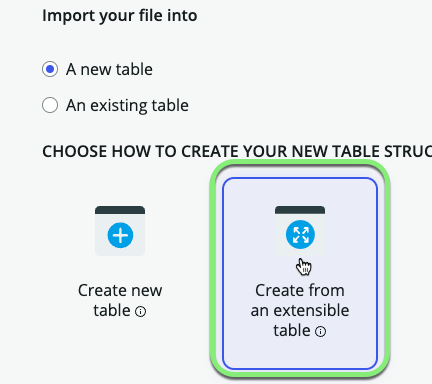 Import your file into
A new table
An existing table
CHOOSE HOW TO CREATE YOUR NEW TABLE STRUC
Create new
table
Create from
an extensible
table